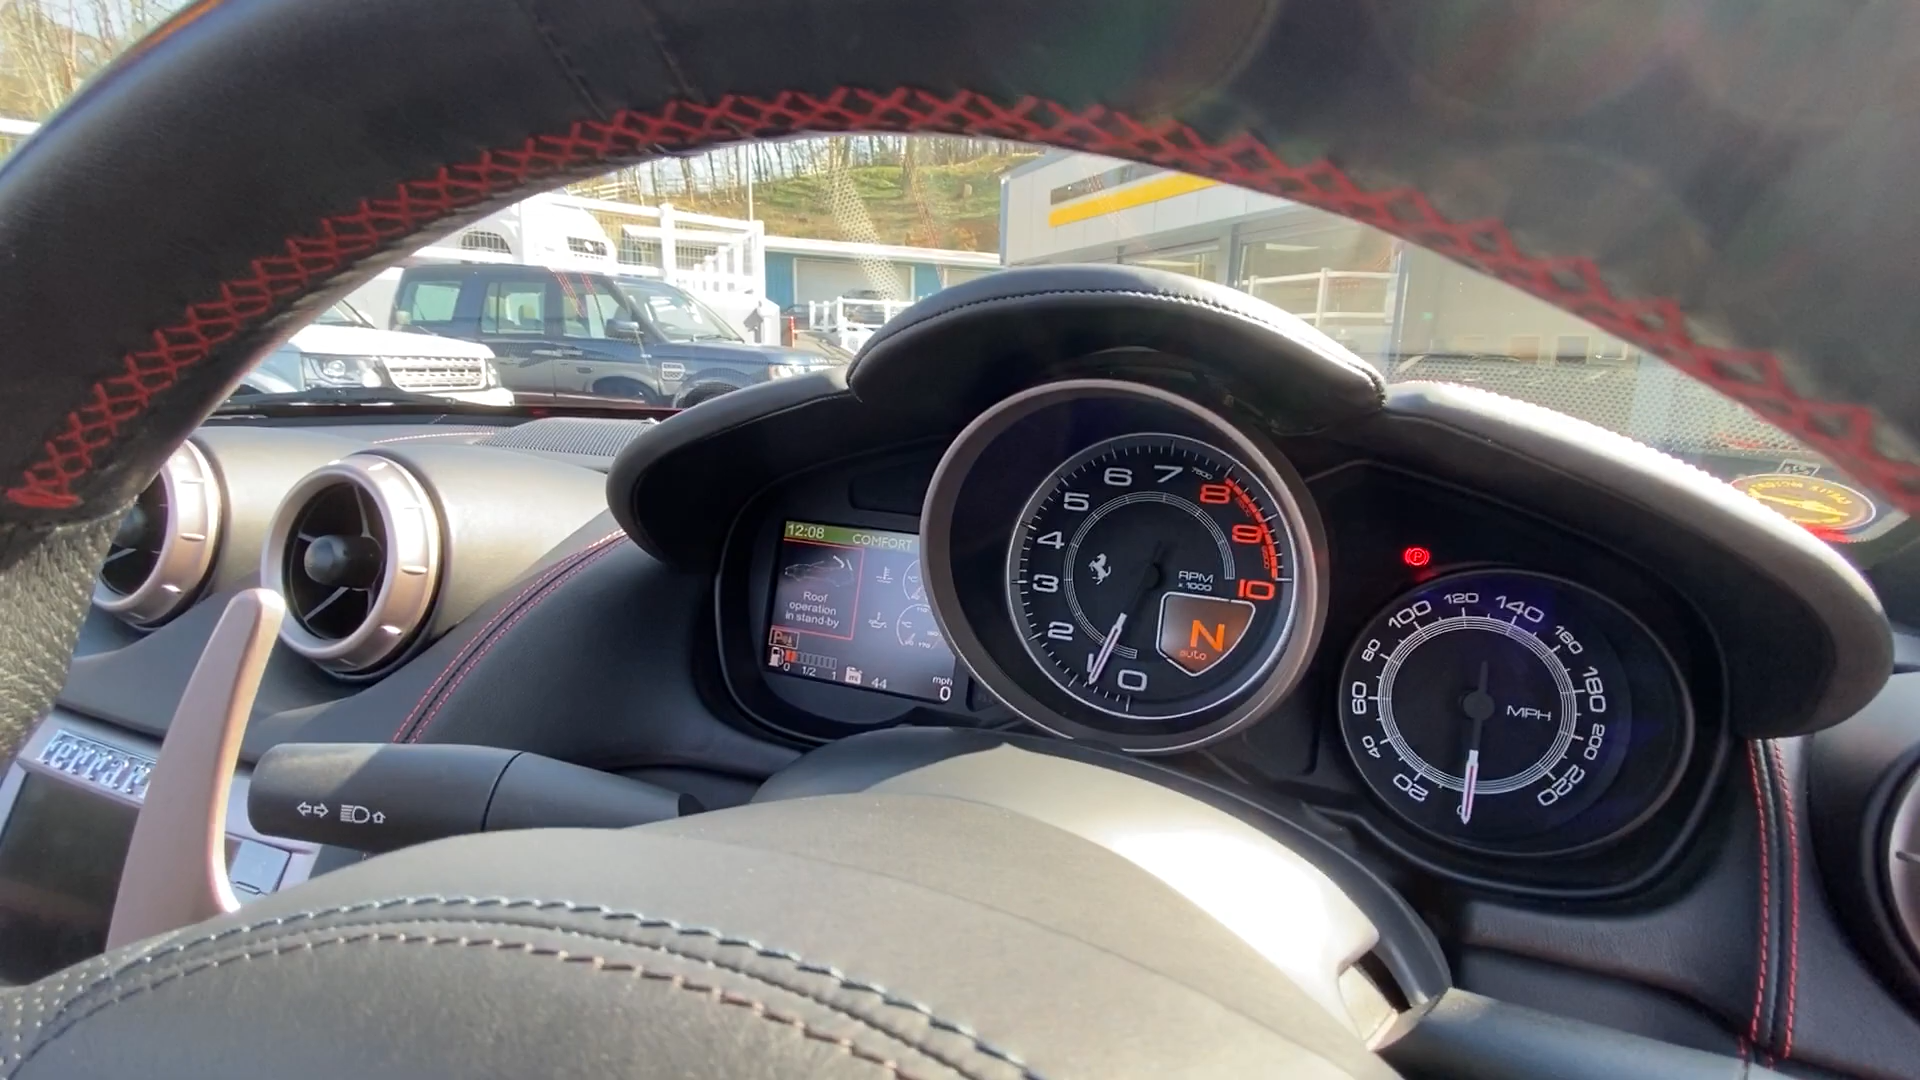 12:08 COMFORT
Roof
operation
in stand-by
0 1/2 1
mi 44
mph
0
0 1 2 3 4 5 6 7 8 9 10
7500
RPM
x 1000
N
auto
P
0 20 40 60 80 100 120 140 160 180 200 220
MPH
Ferrari